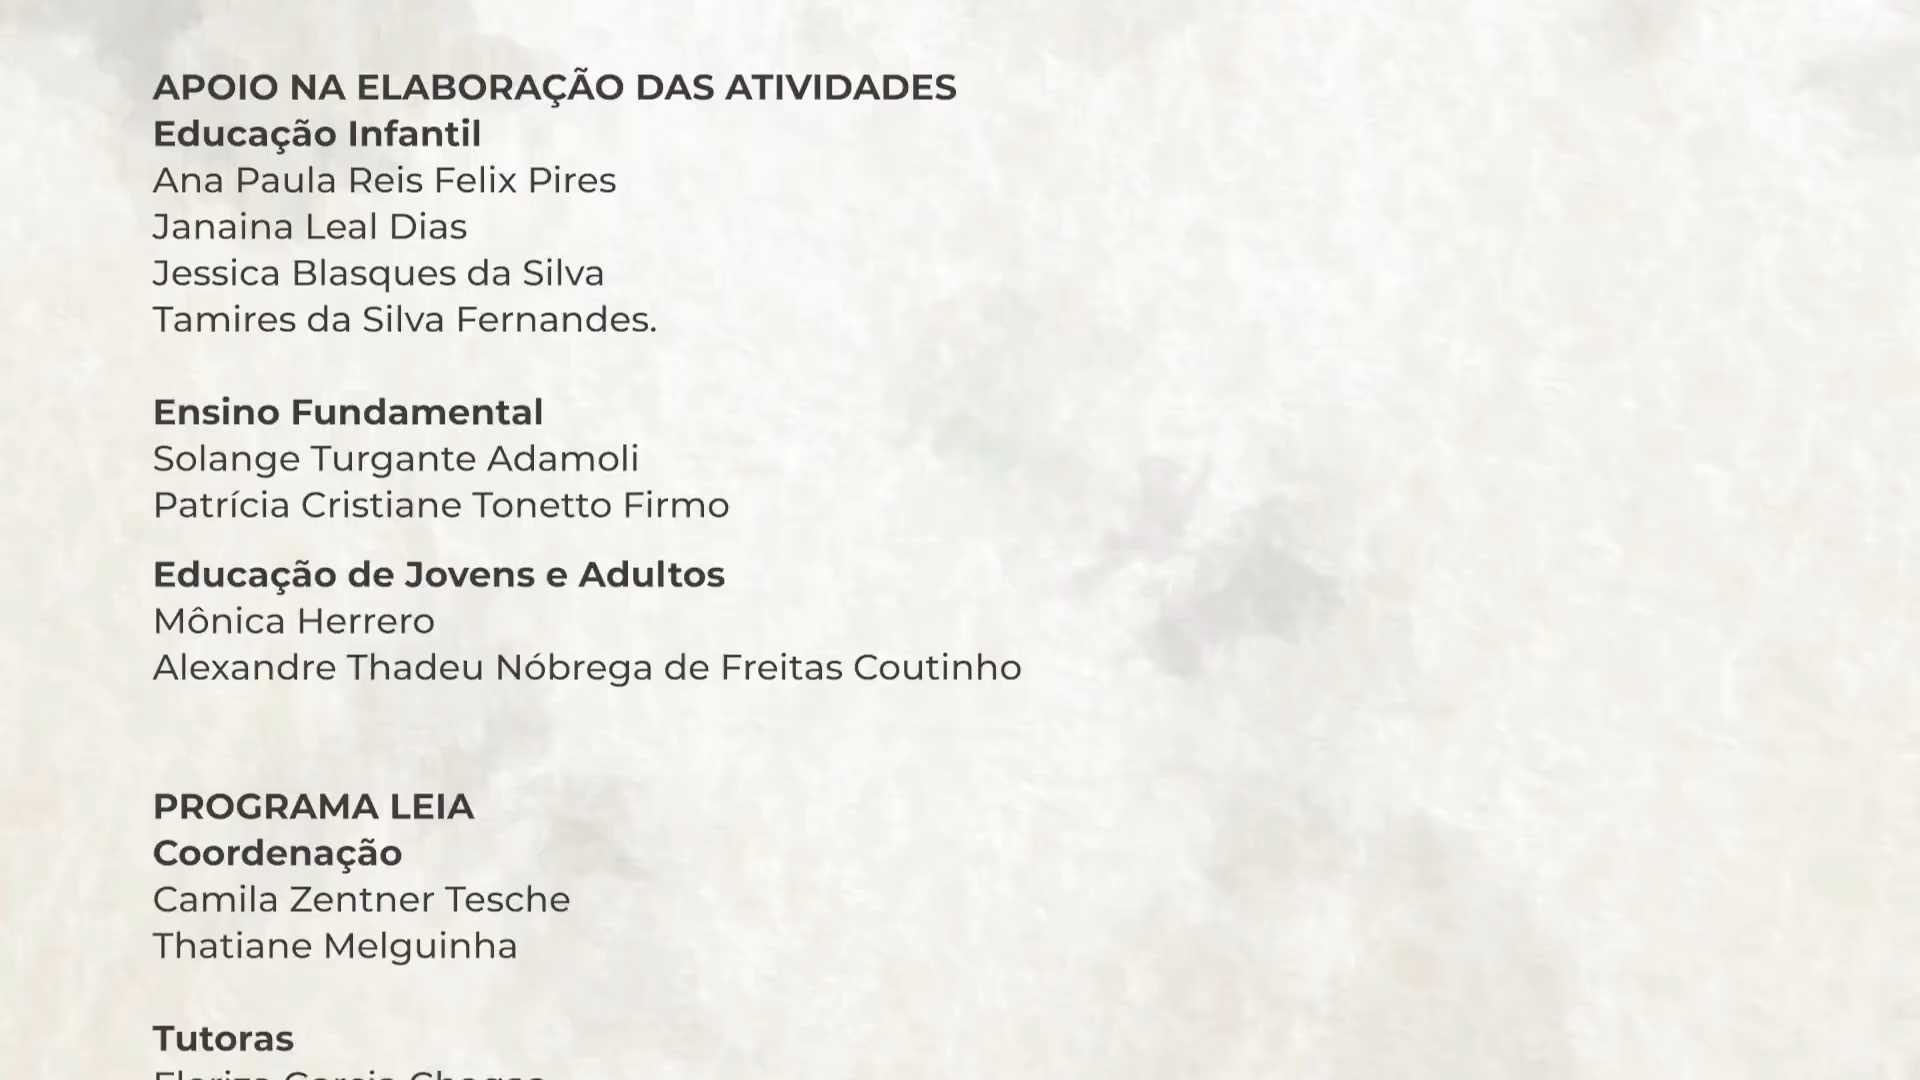 APOIO NA ELABORAÇÃO DAS ATIVIDADES
Educação Infantil
Ana Paula Reis Felix Pires
Janaina Leal Dias
Jessica Blasques da Silva
Tamires da Silva Fernandes.
Ensino Fundamental
Solange Turgante Adamoli
Patrícia Cristiane Tonetto Firmo
Educação de Jovens e Adultos
Mônica Herrero
Alexandre Thadeu Nóbrega de Freitas Coutinho
PROGRAMA LEIA
Coordenação
Camila Zentner Tesche
Thatiane Melguinha
Tutoras